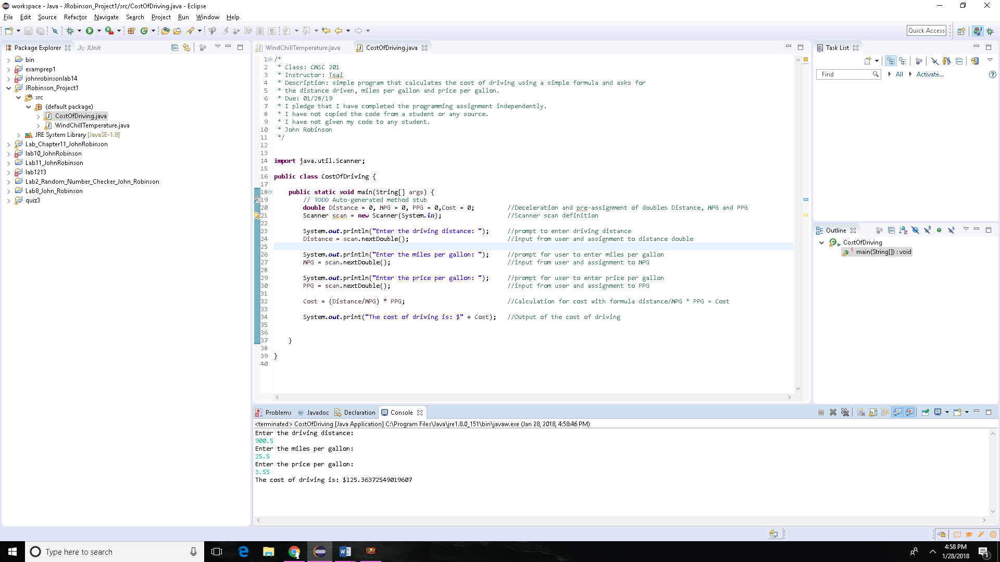 workspace - Java - JRobinson_Project1/src/CostOfDriving.java - Eclipse
File Edit Source Refactor Navigate Search Project Run Window Help
Quick Access
Package Explorer JUnit
bin
examprep1
johnrobinsonlab14
JRobinson_Project1
src
(default package)
CostOfDriving.java
WindChillTemperature.java
JRE System Library [JavaSE-1.8]
Lab_Chapter11_JohnRobinson
lab10_JohnRobinson
Lab11_JohnRobinson
lab1213
Lab2_Random_Number_Checker_John_Robinson
Lab8_John_Robinson
quiz3
WindChillTemperature.java CostOfDriving.java
1 /*
2 * Class: CMSC 201
3 * Instructor: Tsai
4 * Description: simple program that calculates the cost of driving using a simple formula and asks for
5 * the distance driven, miles per gallon and price per gallon.
6 * Due: 01/28/19
7 * I pledge that I have completed the programming assignment independently.
8 * I have not copied the code from a student or any source.
9 * I have not given my code to any student.
10 * John Robinson
11 */
12
13
14 import java.util.Scanner;
15
16 public class CostOfDriving {
17
18 public static void main(String[] args) {
19 // TODO Auto-generated method stub
20 double Distance = 0, MPG = 0, PPG = 0,Cost = 0; //Deceleration and pre-assignment of doubles Distance, MPG and PPG
21 Scanner scan = new Scanner(System.in); //Scanner scan definition
22
23 System.out.println("Enter the driving distance: "); //prompt to enter driving distance
24 Distance = scan.nextDouble(); //input from user and assignment to distance double
25
26 System.out.println("Enter the miles per gallon: "); //prompt for user to enter miles per gallon
27 MPG = scan.nextDouble(); //input from user and assignment to MPG
28
29 System.out.println("Enter the price per gallon: "); //prompt for user to enter price per gallon
30 PPG = scan.nextDouble(); //input from user and assignment to PPG
31
32 Cost = (Distance/MPG) * PPG; //Calculation for cost with formula distance/MPG * PPG = Cost
33
34 System.out.print("The cost of driving is: $" + Cost); //Output of the cost of driving
35
36
37 }
38
39 }
40
Task List
Find All Activate...
Outline
CostOfDriving
main(String[]) : void
Problems Javadoc Declaration Console
<terminated> CostOfDriving [Java Application] C:\Program Files\Java\jre1.8.0_151\bin\javaw.exe (Jan 28, 2018, 4:58:46 PM)
Enter the driving distance:
900.5
Enter the miles per gallon:
25.5
Enter the price per gallon:
3.55
The cost of driving is: $125.36372549019607
Type here to search
4:58 PM
1/28/2018
1